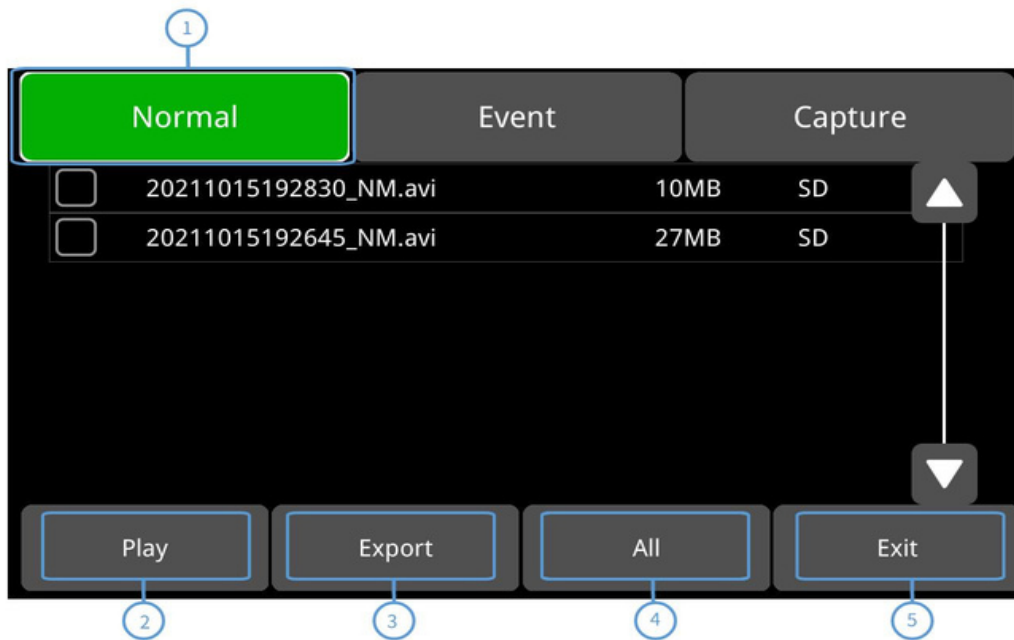 1
Normal Event Capture
20211015192830_NM.avi 10MB SD
20211015192645_NM.avi 27MB SD
Play Export All Exit
2 3 4 5